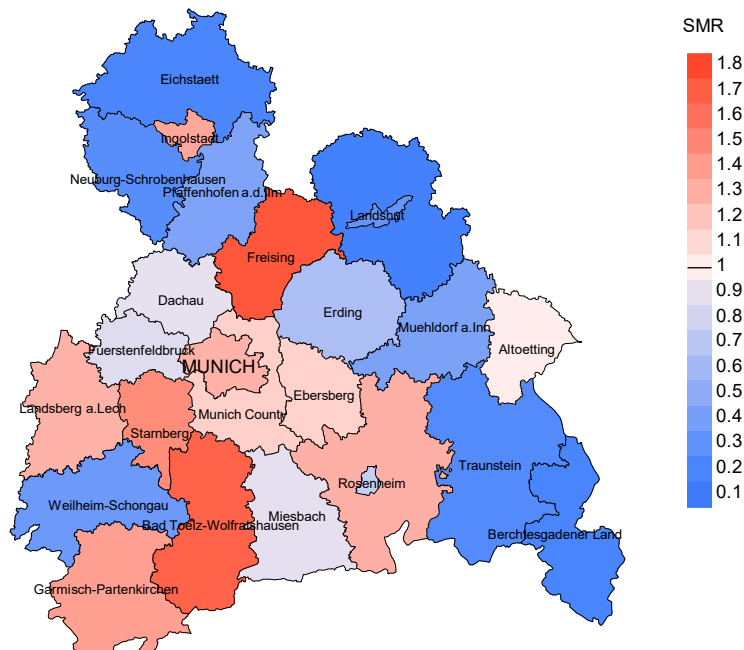 SMR
1.8
1.7
1.6
1.5
1.4
1.3
1.2
1.1
1
0.9
0.8
0.7
0.6
0.5
0.4
0.3
0.2
0.1
Eichstaett
Ingolstadt
Neuburg-Schrobenhausen
Pfaffenhofen a.d.Ilm
Landshut
Freising
Dachau
Erding
Muehldorf a.Inn
Fuerstenfeldbruck
Altoetting
MUNICH
Ebersberg
Landsberg a.Lech
Munich County
Starnberg
Traunstein
Rosenheim
Weilheim-Schongau
Miesbach
Bad Toelz-Wolfratshausen
Berchtesgadener Land
Garmisch-Partenkirchen